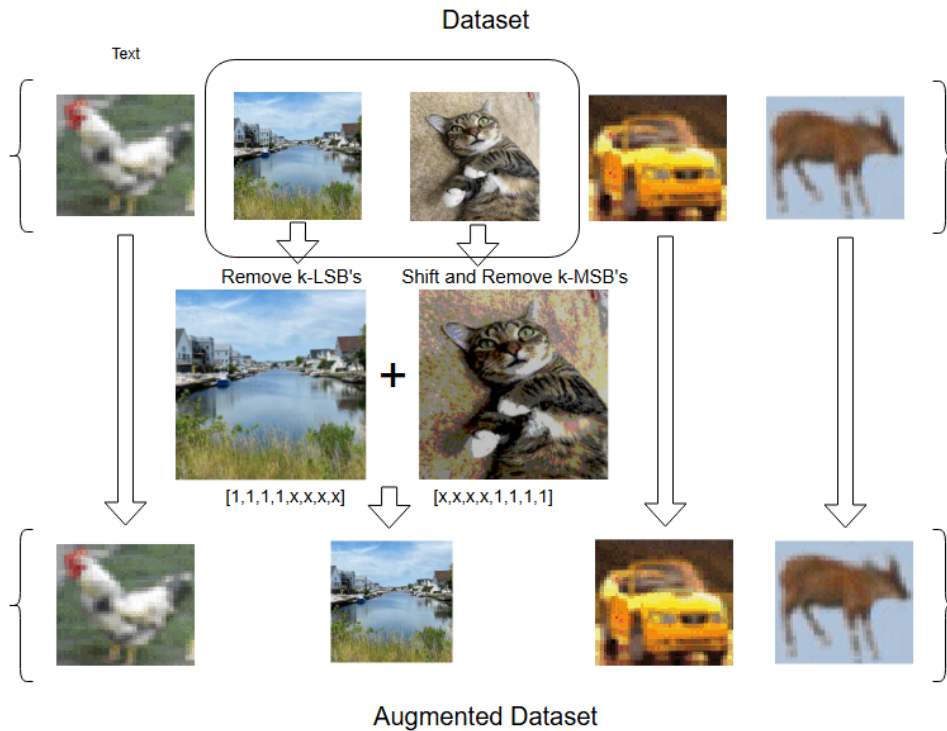 Dataset
Text
Remove k-LSB's
Shift and Remove k-MSB's
+
[1,1,1,1,x,x,x,x]
[x,x,x,x,1,1,1,1]
Augmented Dataset